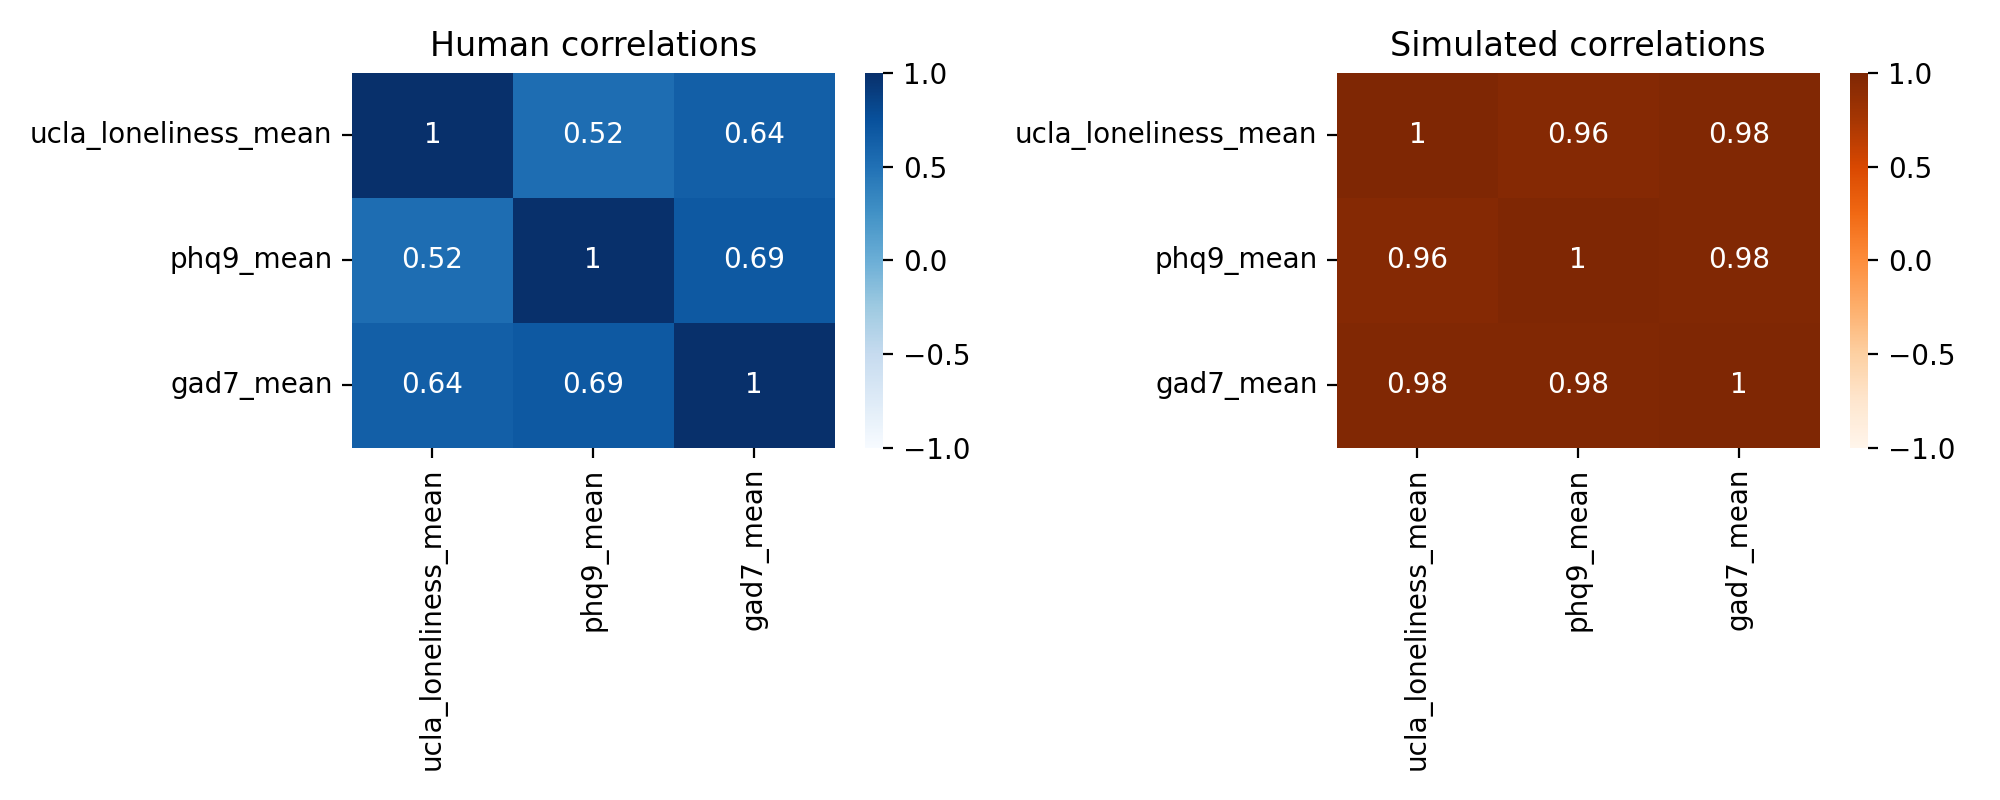 Human correlations
ucla_loneliness_mean
phq9_mean
gad7_mean
1 0.52 0.64
0.52 1 0.69
0.64 0.69 1
1.0
0.5
0.0
−0.5
−1.0
ucla_loneliness_mean
phq9_mean
gad7_mean
Simulated correlations
ucla_loneliness_mean
phq9_mean
gad7_mean
1 0.96 0.98
0.96 1 0.98
0.98 0.98 1
1.0
0.5
0.0
−0.5
−1.0
ucla_loneliness_mean
phq9_mean
gad7_mean